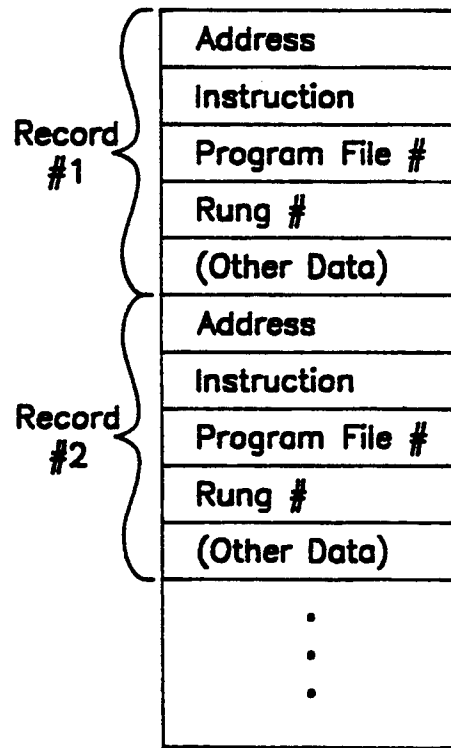 Record
#1
Address
Instruction
Program File #
Rung #
(Other Data)
Record
#2
Address
Instruction
Program File #
Rung #
(Other Data)